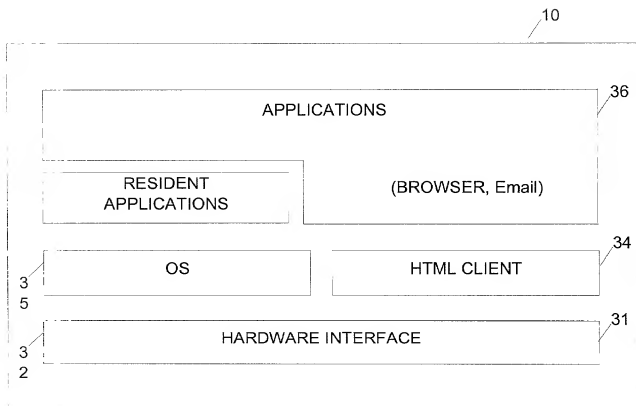 10
36
APPLICATIONS
RESIDENT
APPLICATIONS
(BROWSER, Email)
34
3
5
OS
HTML CLIENT
31
3
2
HARDWARE INTERFACE